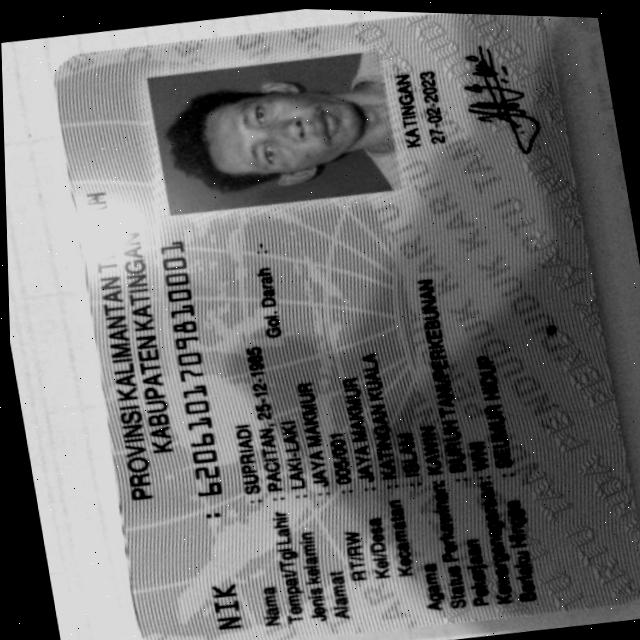 PROVINSI KALIMANTAN T
KABUPATEN KATINGAN
NIK : 6206101709810001
Nama : SUPRIADI
Tempat/Tgl Lahir : PACITAN, 25-12-1985
Jenis kelamin : LAKI-LAKI Gol. Darah :-
Alamat : JAYA MAKMUR
RT/RW : 005/001
Kel/Desa : JAYA MAKMUR
Kecamatan : KATINGAN KUALA
Agama : ISLAM
Status Perkawinan: KAWIN
Pekerjaan : BURUH TANI/PERKEBUNAN
Kewarganegaraan: WNI
Berlaku Hingga : SEUMUR HIDUP
KATINGAN
27-02-2023